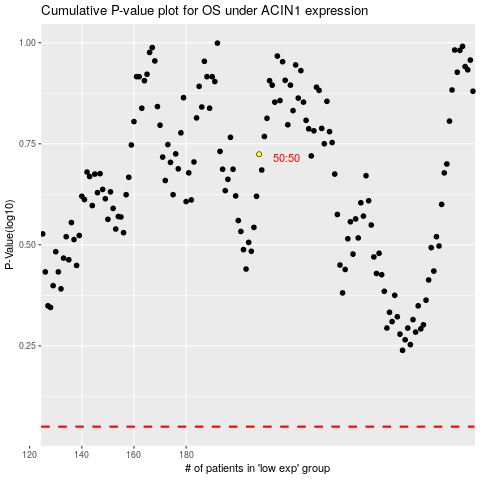 Cumulative P-value plot for OS under ACIN1 expression
P-Value(log10)
1.00
0.75
0.50
0.25
50:50
120 140 160 180
# of patients in 'low exp' group